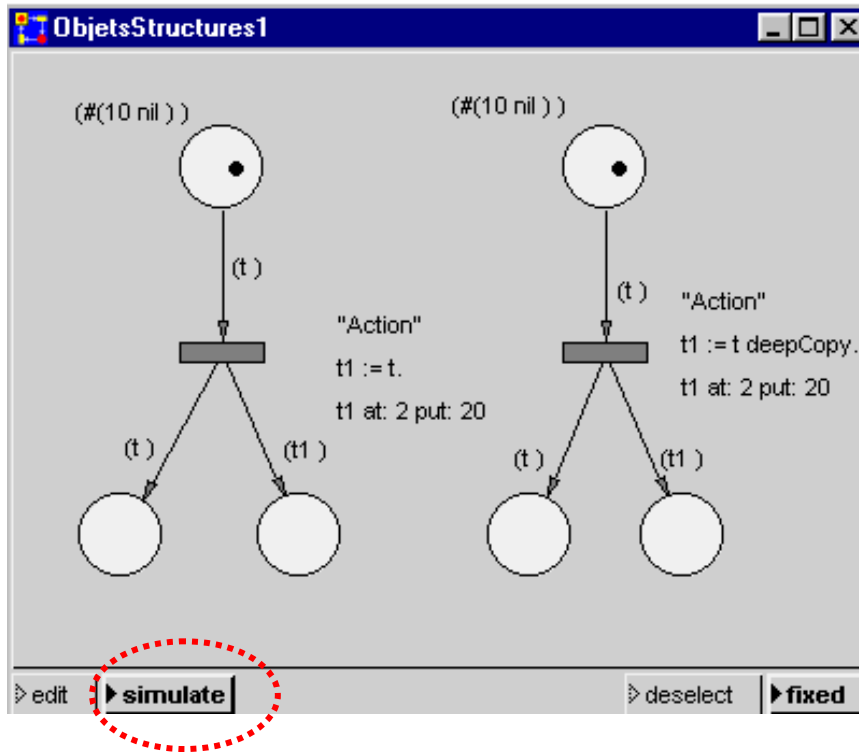 ObjetsStructures1
(#(10 nil ) )
(#(10 nil ) )
(t )
(t )
"Action"
t1 := t.
t1 at: 2 put: 20
"Action"
t1 := t deepCopy.
t1 at: 2 put: 20
(t )
(t1 )
(t )
(t1 )
edit
simulate
deselect
fixed